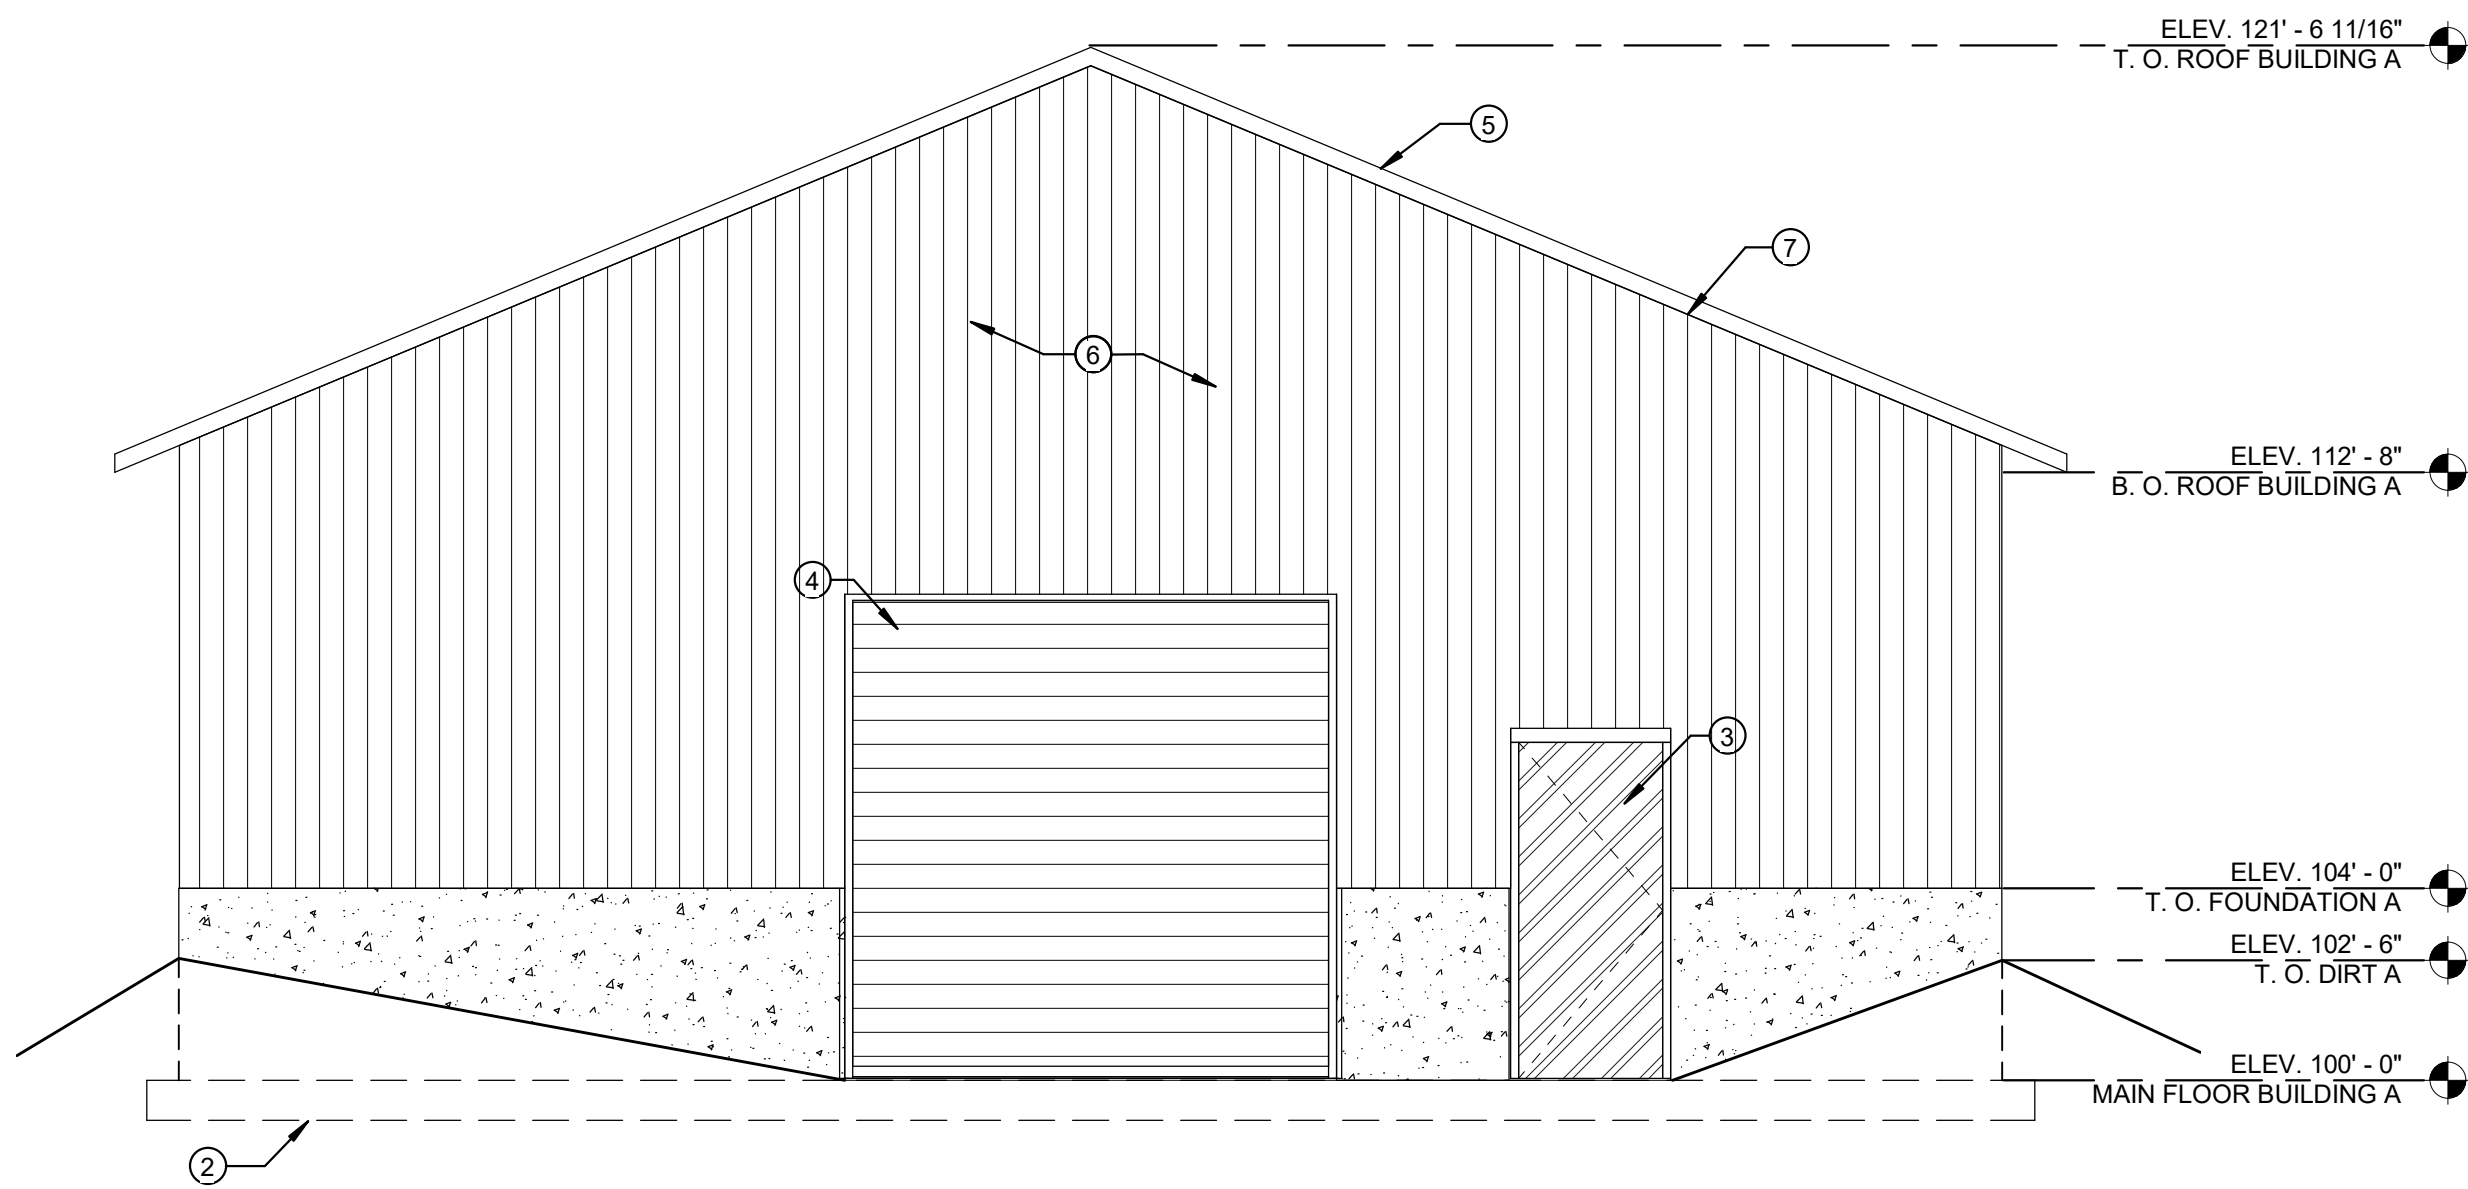 ELEV. 121' - 6 11/16"
T. O. ROOF BUILDING A
5
7
6
ELEV. 112' - 8"
B. O. ROOF BUILDING A
4
3
ELEV. 104' - 0"
T. O. FOUNDATION A
ELEV. 102' - 6"
T. O. DIRT A
ELEV. 100' - 0"
MAIN FLOOR BUILDING A
2